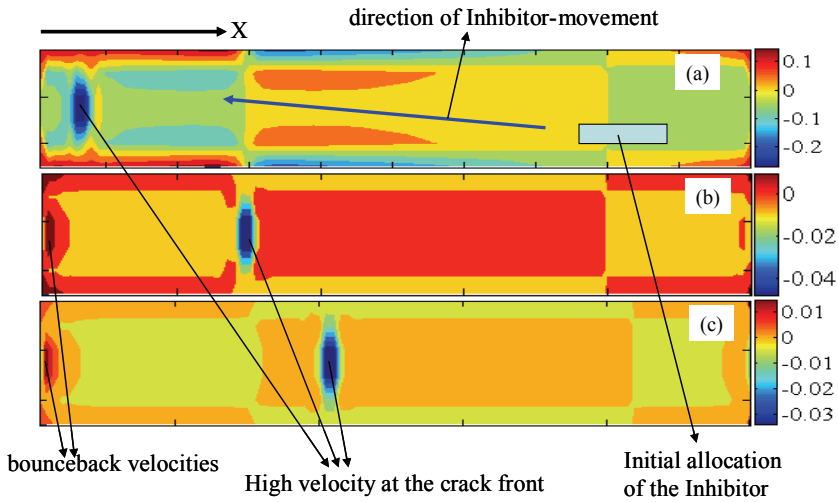 direction of Inhibitor-movement
X
(a)
0.1
0
-0.1
-0.2
(b)
0
-0.02
-0.04
(c)
0.01
0
-0.01
-0.02
-0.03
bounceback velocities
High velocity at the crack front
Initial allocation
of the Inhibitor